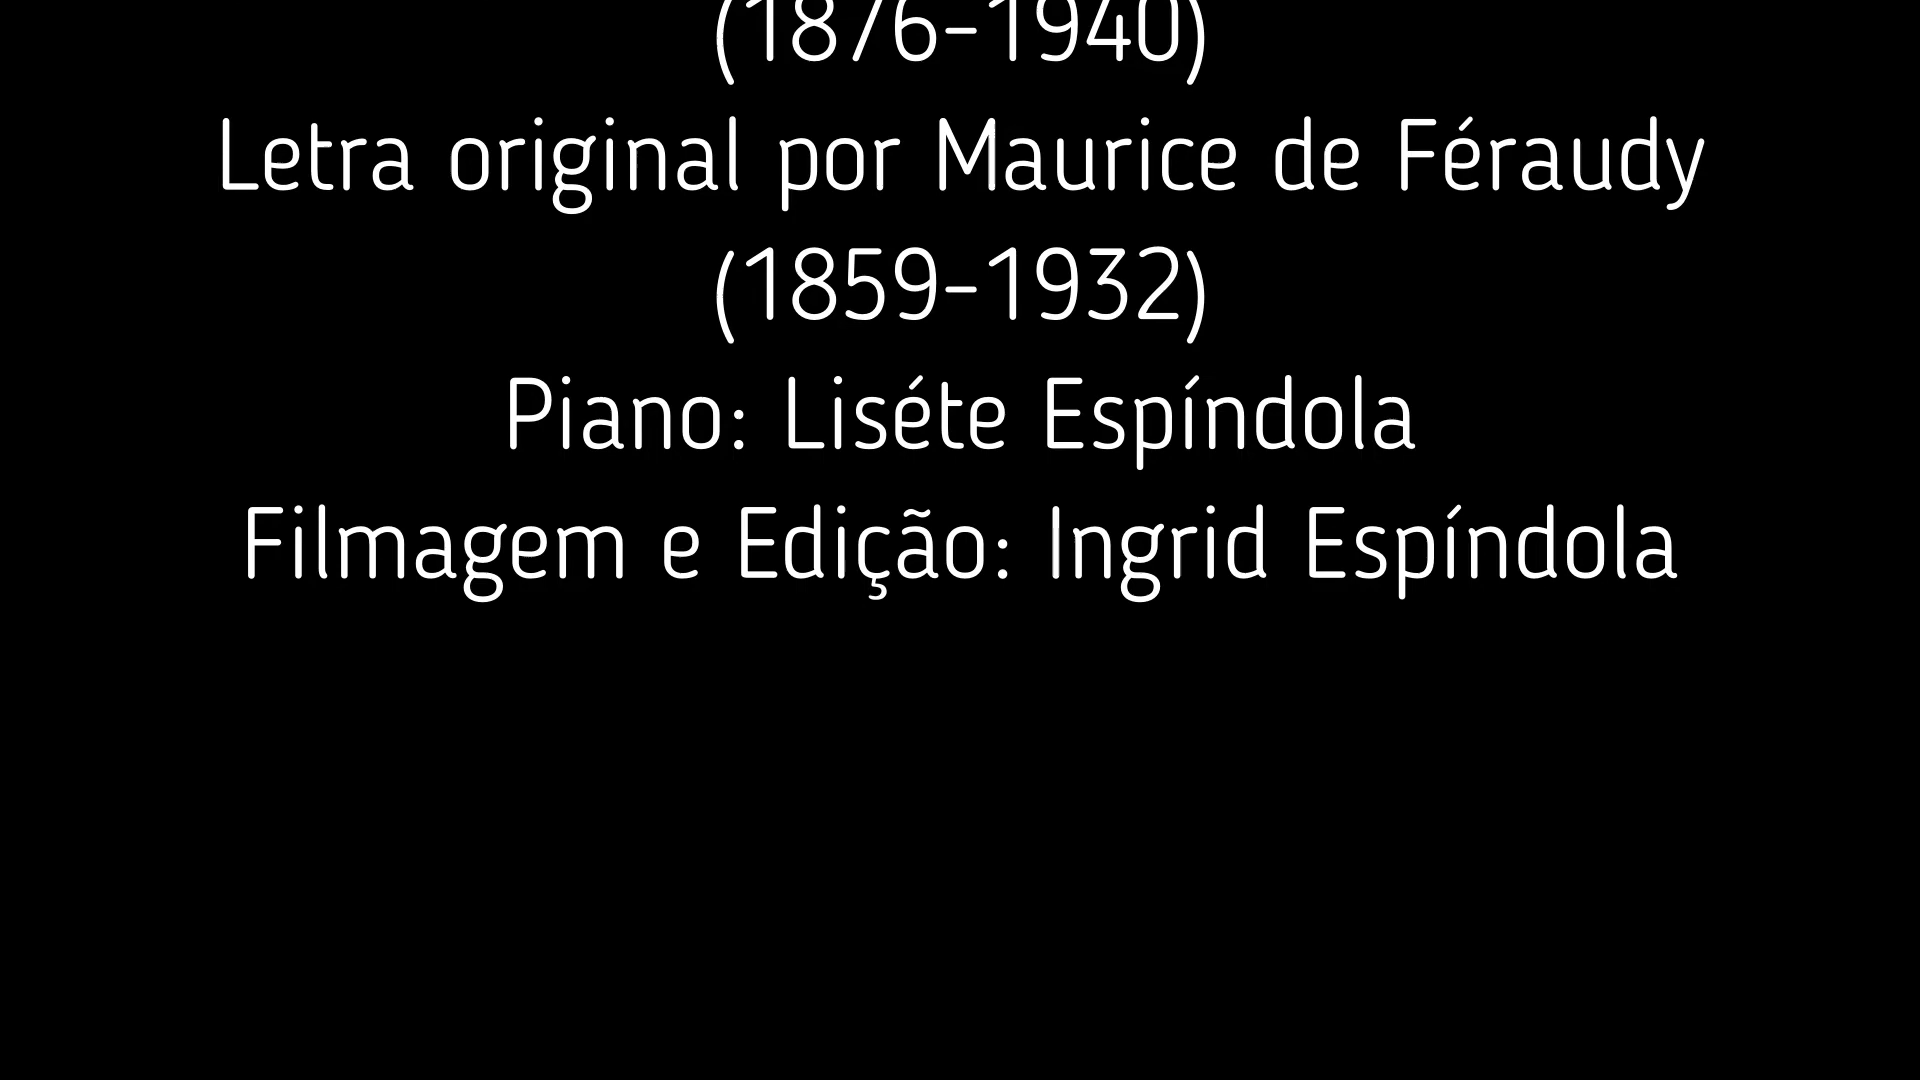 (1876-1940)
Letra original por Maurice de Féraudy
(1859-1932)
Piano: Liséte Espíndola
Filmagem e Edição: Ingrid Espíndola